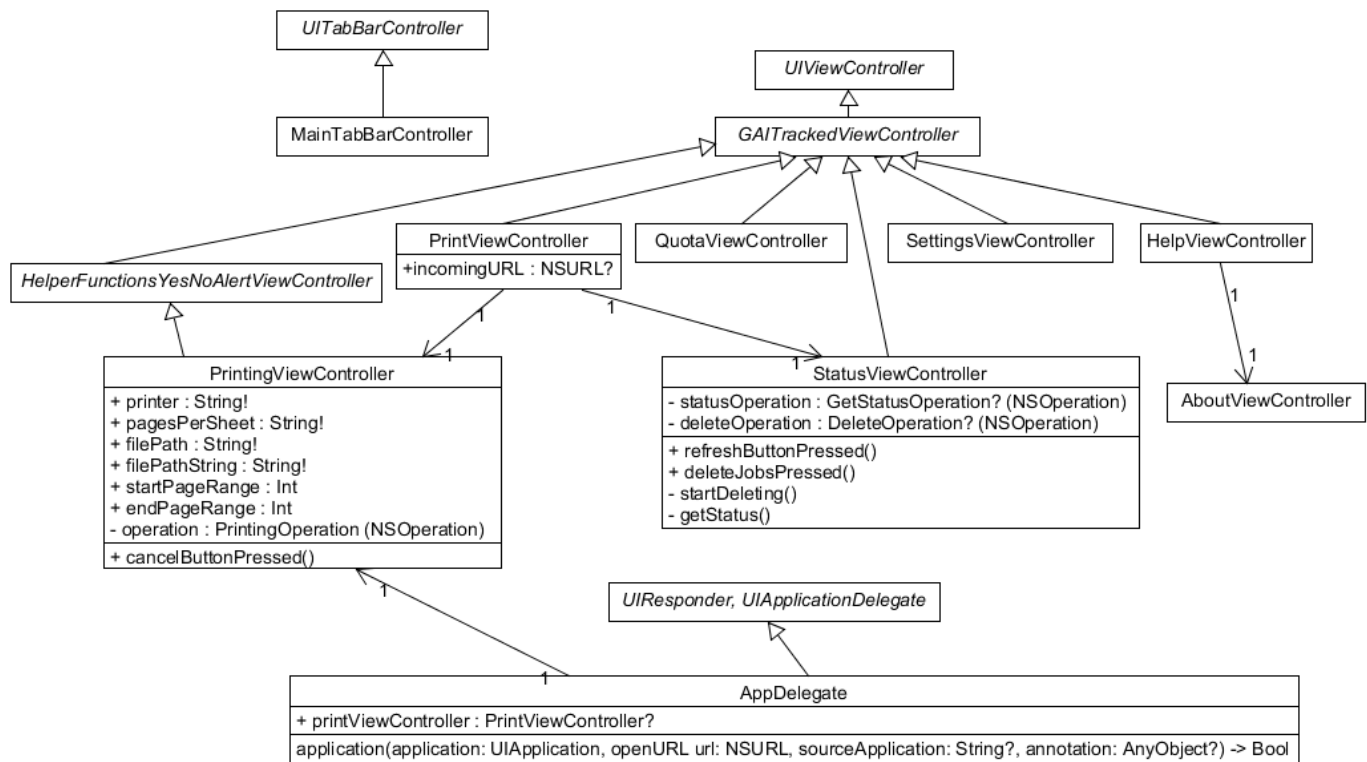 UITabBarController
UIViewController
MainTabBarController
GAITrackedViewController
PrintViewController
+incomingURL : NSURL?
QuotaViewController
SettingsViewController
HelpViewController
HelperFunctionsYesNoAlertViewController
1
1
1
1
1
1
PrintingViewController
+ printer : String!
+ pagesPerSheet : String!
+ filePath : String!
+ filePathString : String!
+ startPageRange : Int
+ endPageRange : Int
- operation : PrintingOperation (NSOperation)
+ cancelButtonPressed()
StatusViewController
- statusOperation : GetStatusOperation? (NSOperation)
- deleteOperation : DeleteOperation? (NSOperation)
+ refreshButtonPressed()
+ deleteJobsPressed()
- startDeleting()
- getStatus()
AboutViewController
1
UIResponder, UIApplicationDelegate
1
AppDelegate
+ printViewController : PrintViewController?
application(application: UIApplication, openURL url: NSURL, sourceApplication: String?, annotation: AnyObject?) -> Bool